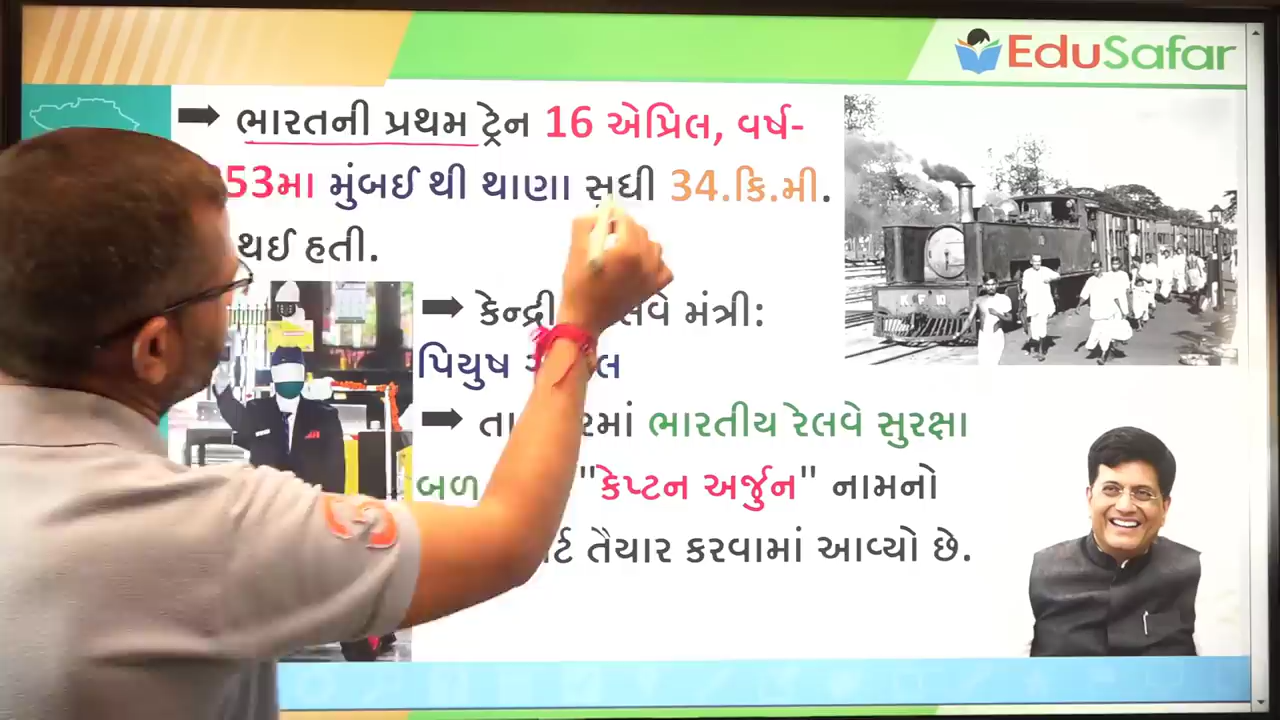 EduSafar
ભારતની પ્રથમ ટ્રેન 16 એપ્રિલ, વર્ષ-
53મા મુંબઈ થી થાણા સુધી 34.કિ.મી.
થઈ હતી.
મંત્રી:
પિયુષ
ભારતીય રેલવે સુરક્ષા
બળ "કેપ્ટન અર્જુન" નામનો
તૈયાર કરવામાં આવ્યો છે.